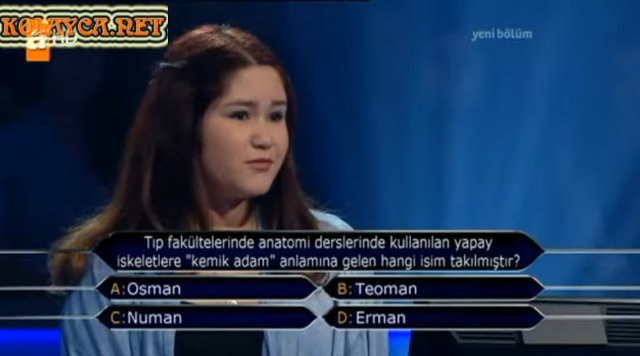 KOLAYCA.NET
a HD
yeni bölüm
Tıp fakültelerinde anatomi derslerinde kullanılan yapay
iskeletlere "kemik adam" anlamına gelen hangi isim takılmıştır?
A:Osman
B:Teoman
C:Numan
D:Erman